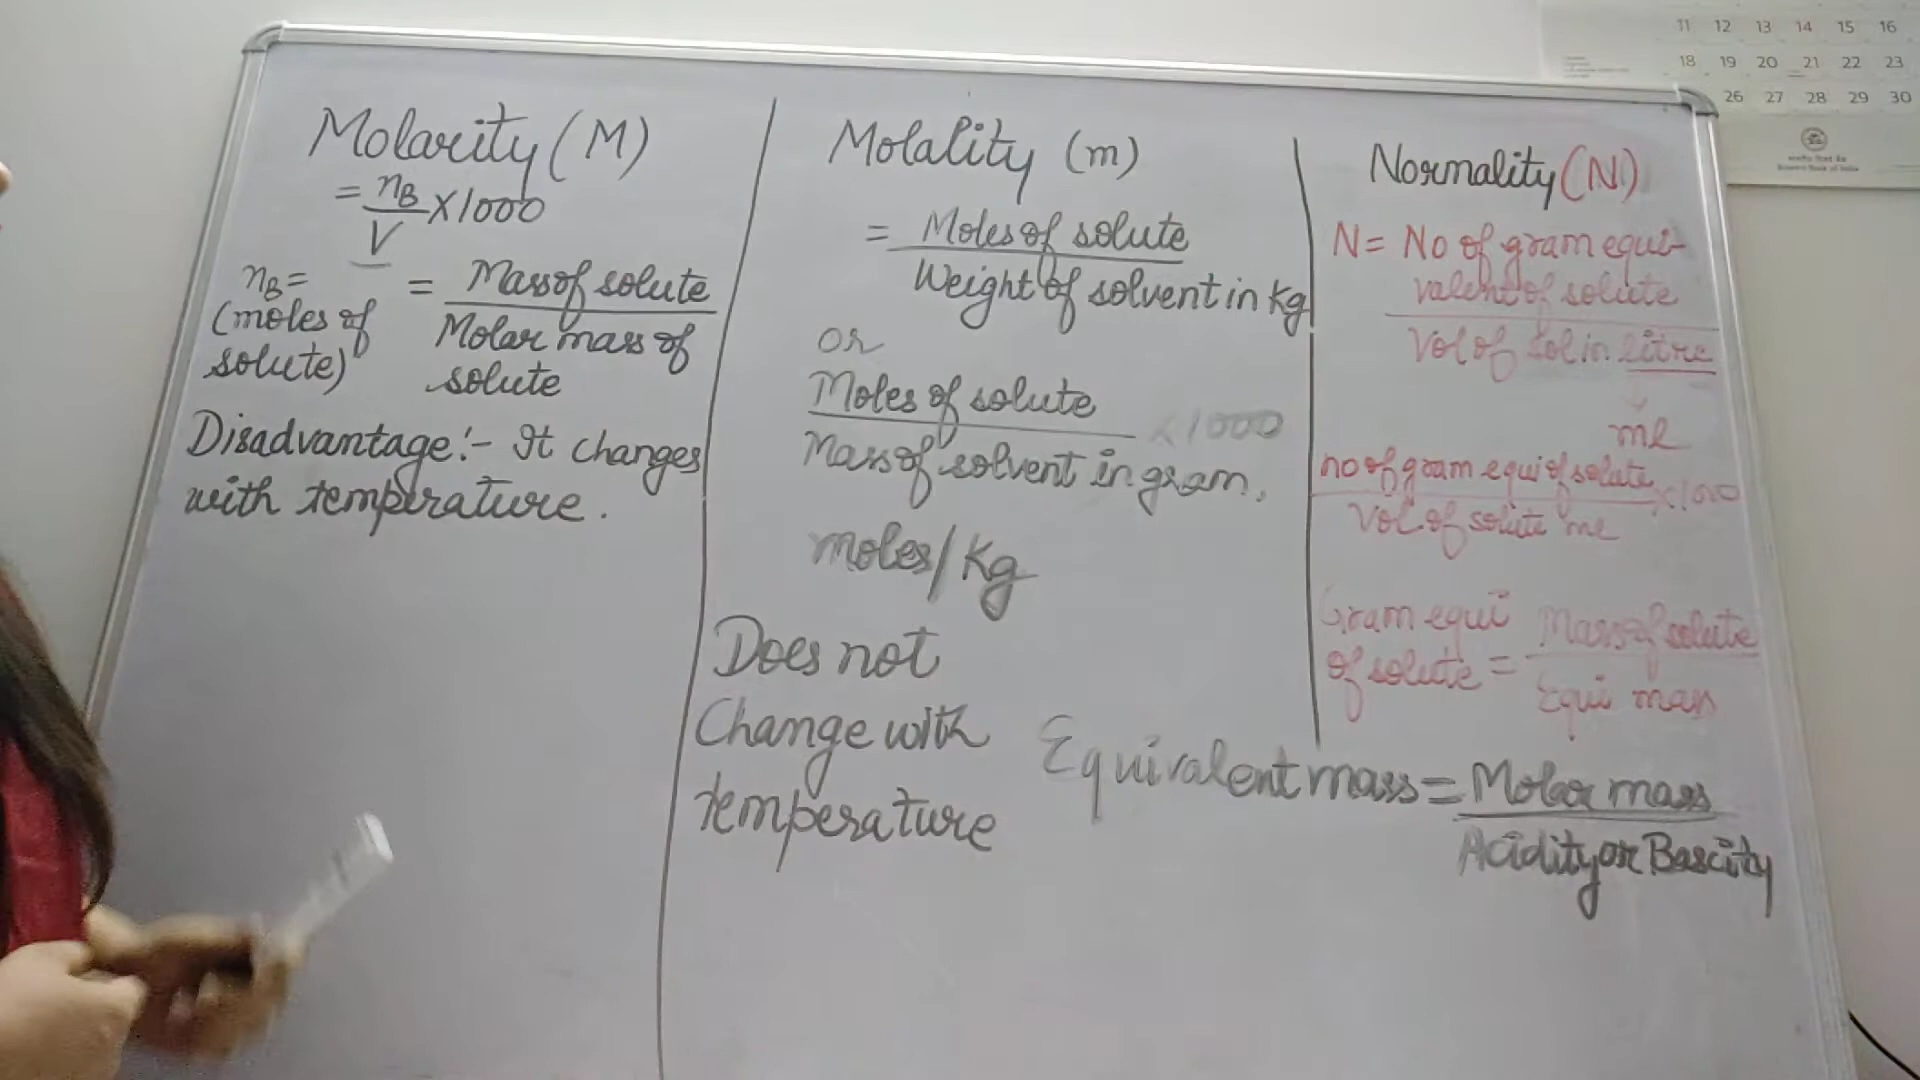 Molarity (M)
= nB/V × 1000
nB = (moles of solute) = Mass of solute / Molar mass of solute
Disadvantage:- It changes
with temperature.
Molality (m)
= Moles of solute
Weight of solvent in Kg
or
Moles of solute × 1000
Mass of solvent in gram.
moles/Kg
Does not
Change with
temperature
Normality (N)
N = No of gram equi-
valent of solute
Vol of sol in litre
ml
no of gram equi of solute
Vol of solute ml
Gram equi of solute = Mass of solute / Equi mass
Equivalent mass = Molar mass
Acidity or Bascity
11 12 13 14 15 16
18 19 20 21 22 23
26 27 28 29 30